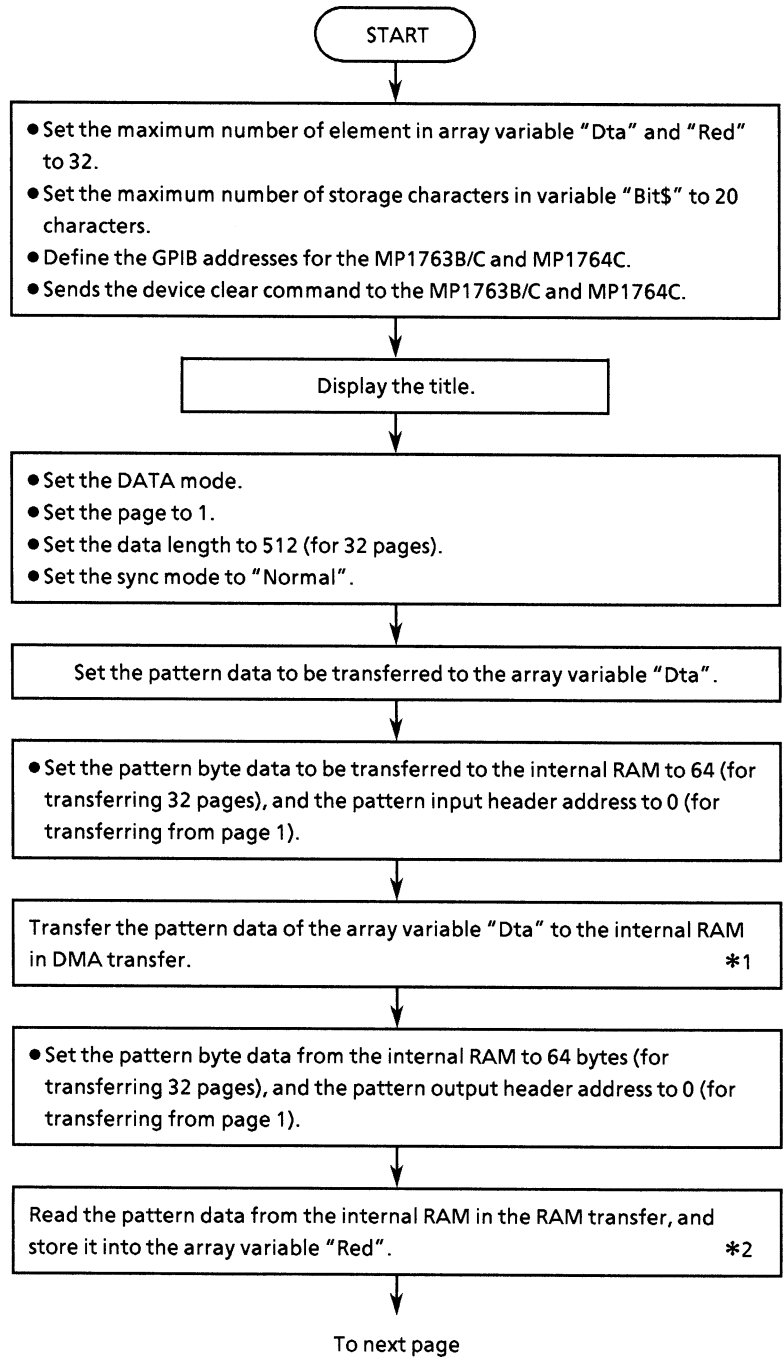 START
● Set the maximum number of element in array variable "Dta" and "Red"
to 32.
● Set the maximum number of storage characters in variable "Bit$" to 20
characters.
● Define the GPIB addresses for the MP1763B/C and MP1764C.
● Sends the device clear command to the MP1763B/C and MP1764C.
Display the title.
● Set the DATA mode.
● Set the page to 1.
● Set the data length to 512 (for 32 pages).
● Set the sync mode to "Normal".
Set the pattern data to be transferred to the array variable "Dta".
● Set the pattern byte data to be transferred to the internal RAM to 64 (for
transferring 32 pages), and the pattern input header address to 0 (for
transferring from page 1).
Transfer the pattern data of the array variable "Dta" to the internal RAM
in DMA transfer. *1
● Set the pattern byte data from the internal RAM to 64 bytes (for
transferring 32 pages), and the pattern output header address to 0 (for
transferring from page 1).
Read the pattern data from the internal RAM in the RAM transfer, and
store it into the array variable "Red". *2
To next page